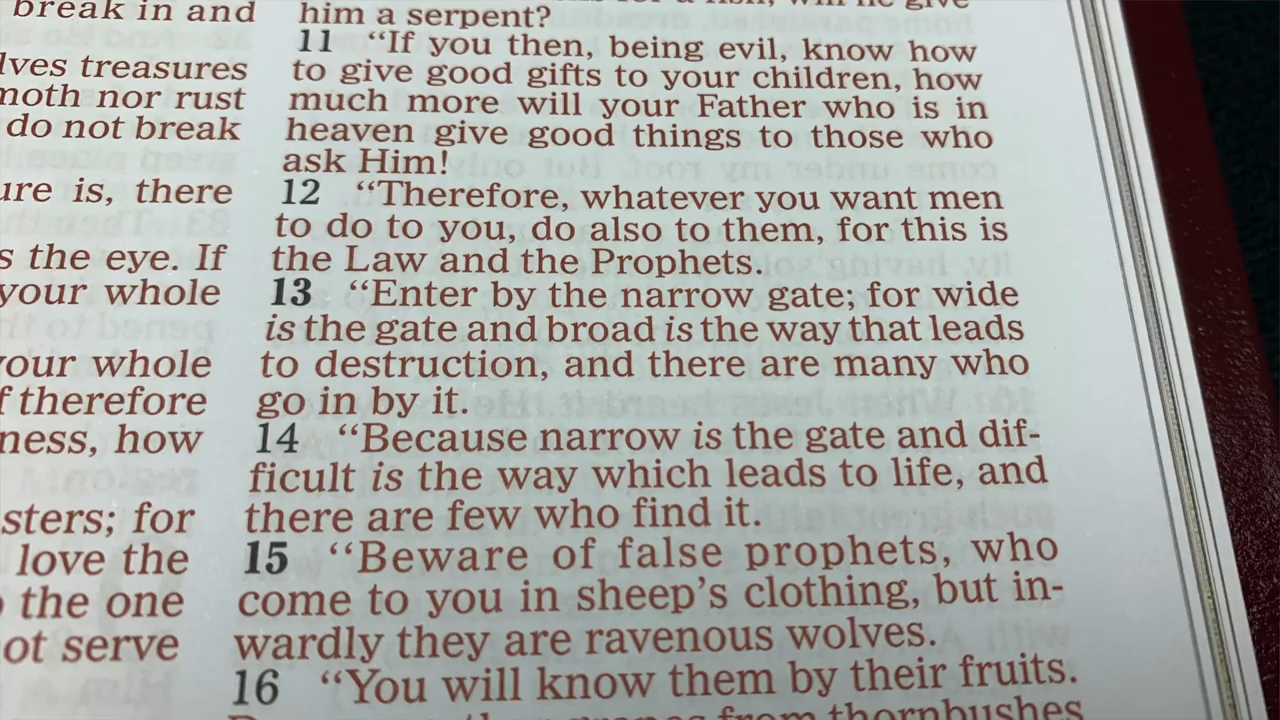 break in and
lves treasures
moth nor rust
do not break
ure is, there
s the eye. If
your whole
your whole
f therefore
ness, how
sters; for
love the
the one
ot serve
him a serpent?
11 “If you then, being evil, know how
to give good gifts to your children, how
much more will your Father who is in
heaven give good things to those who
ask Him!
12 “Therefore, whatever you want men
to do to you, do also to them, for this is
the Law and the Prophets.
13 “Enter by the narrow gate; for wide
is the gate and broad is the way that leads
to destruction, and there are many who
go in by it.
14 “Because narrow is the gate and dif-
ficult is the way which leads to life, and
there are few who find it.
15 “Beware of false prophets, who
come to you in sheep’s clothing, but in-
wardly they are ravenous wolves.
16 “You will know them by their fruits.
from thornbushes